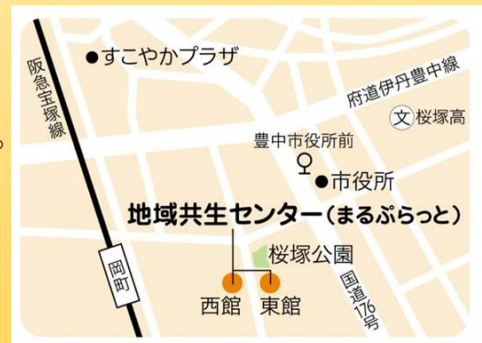 すこやかプラザ
阪急宝塚線
府道伊丹豊中線
文 桜塚高
豊中市役所前
市役所
地域共生センター(まるぷらっと)
桜塚公園
岡町
西館
東館
国道176号
。